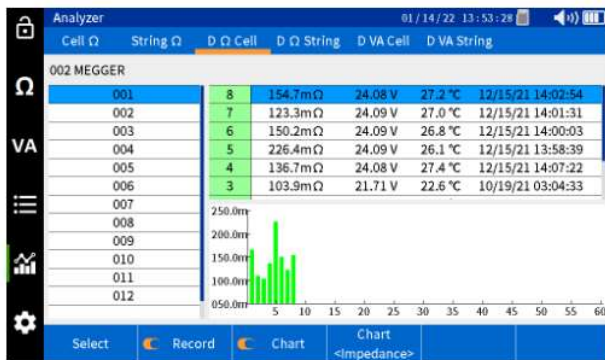 Analyzer 01/14/22 13:53:28
Cell Ω String Ω D Ω Cell D Ω String D VA Cell D VA String
002 MEGGER
Ω
VA
001
002
003
004
005
006
007
008
009
010
011
012
8 154.7mΩ 24.08 V 27.2 ℃ 12/15/21 14:02:54
7 123.3mΩ 24.09 V 27.0 ℃ 12/15/21 14:01:31
6 150.2mΩ 24.09 V 26.8 ℃ 12/15/21 14:00:03
5 226.4mΩ 24.09 V 26.1 ℃ 12/15/21 13:58:39
4 136.7mΩ 24.08 V 27.4 ℃ 12/15/21 14:07:22
3 103.9mΩ 21.71 V 22.6 ℃ 10/19/21 03:04:33
250.0m
200.0m
150.0m
100.0m
050.0m
5 10 15 20 25 30 35 40 45 50 55 60
Select Record Chart Chart
<Impedance>